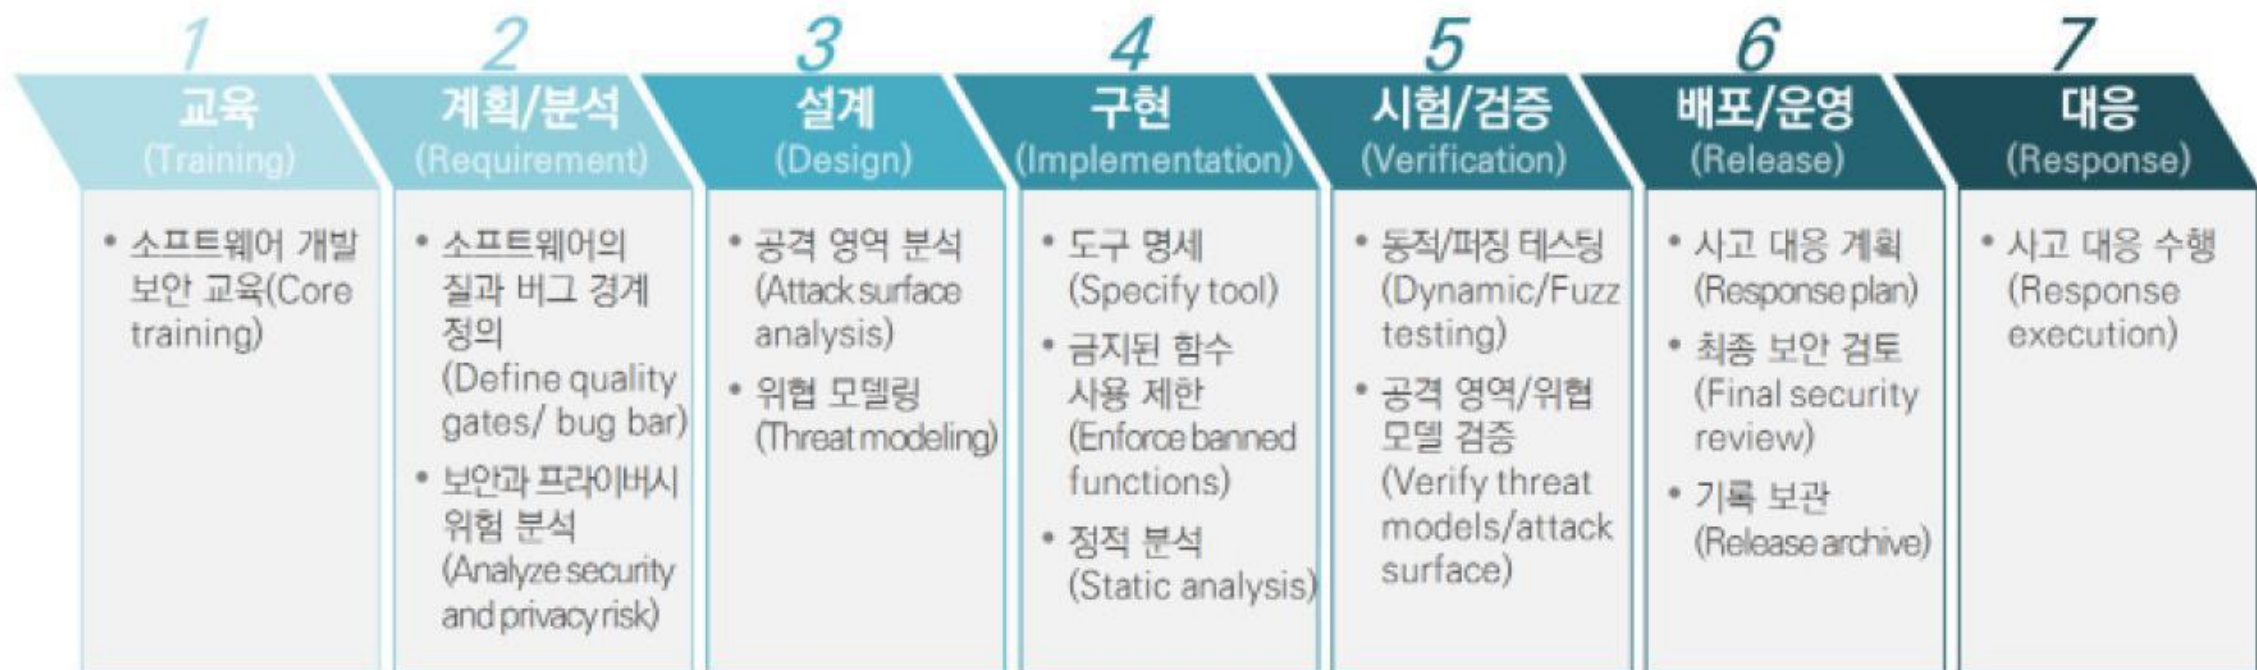 1
교육
(Training)
• 소프트웨어 개발
보안 교육(Core
training)
2
계획/분석
(Requirement)
• 소프트웨어의
질과 버그 경계
정의
(Define quality
gates/ bug bar)
• 보안과 프라이버시
위험 분석
(Analyze security
and privacy risk)
3
설계
(Design)
• 공격 영역 분석
(Attack surface
analysis)
• 위협 모델링
(Threat modeling)
4
구현
(Implementation)
• 도구 명세
(Specify tool)
• 금지된 함수
사용 제한
(Enforce banned
functions)
• 정적 분석
(Static analysis)
5
시험/검증
(Verification)
• 동적/퍼징 테스팅
(Dynamic/Fuzz
testing)
• 공격 영역/위협
모델 검증
(Verify threat
models/attack
surface)
6
배포/운영
(Release)
• 사고 대응 계획
(Response plan)
• 최종 보안 검토
(Final security
review)
• 기록 보관
(Release archive)
7
대응
(Response)
• 사고 대응 수행
(Response
execution)